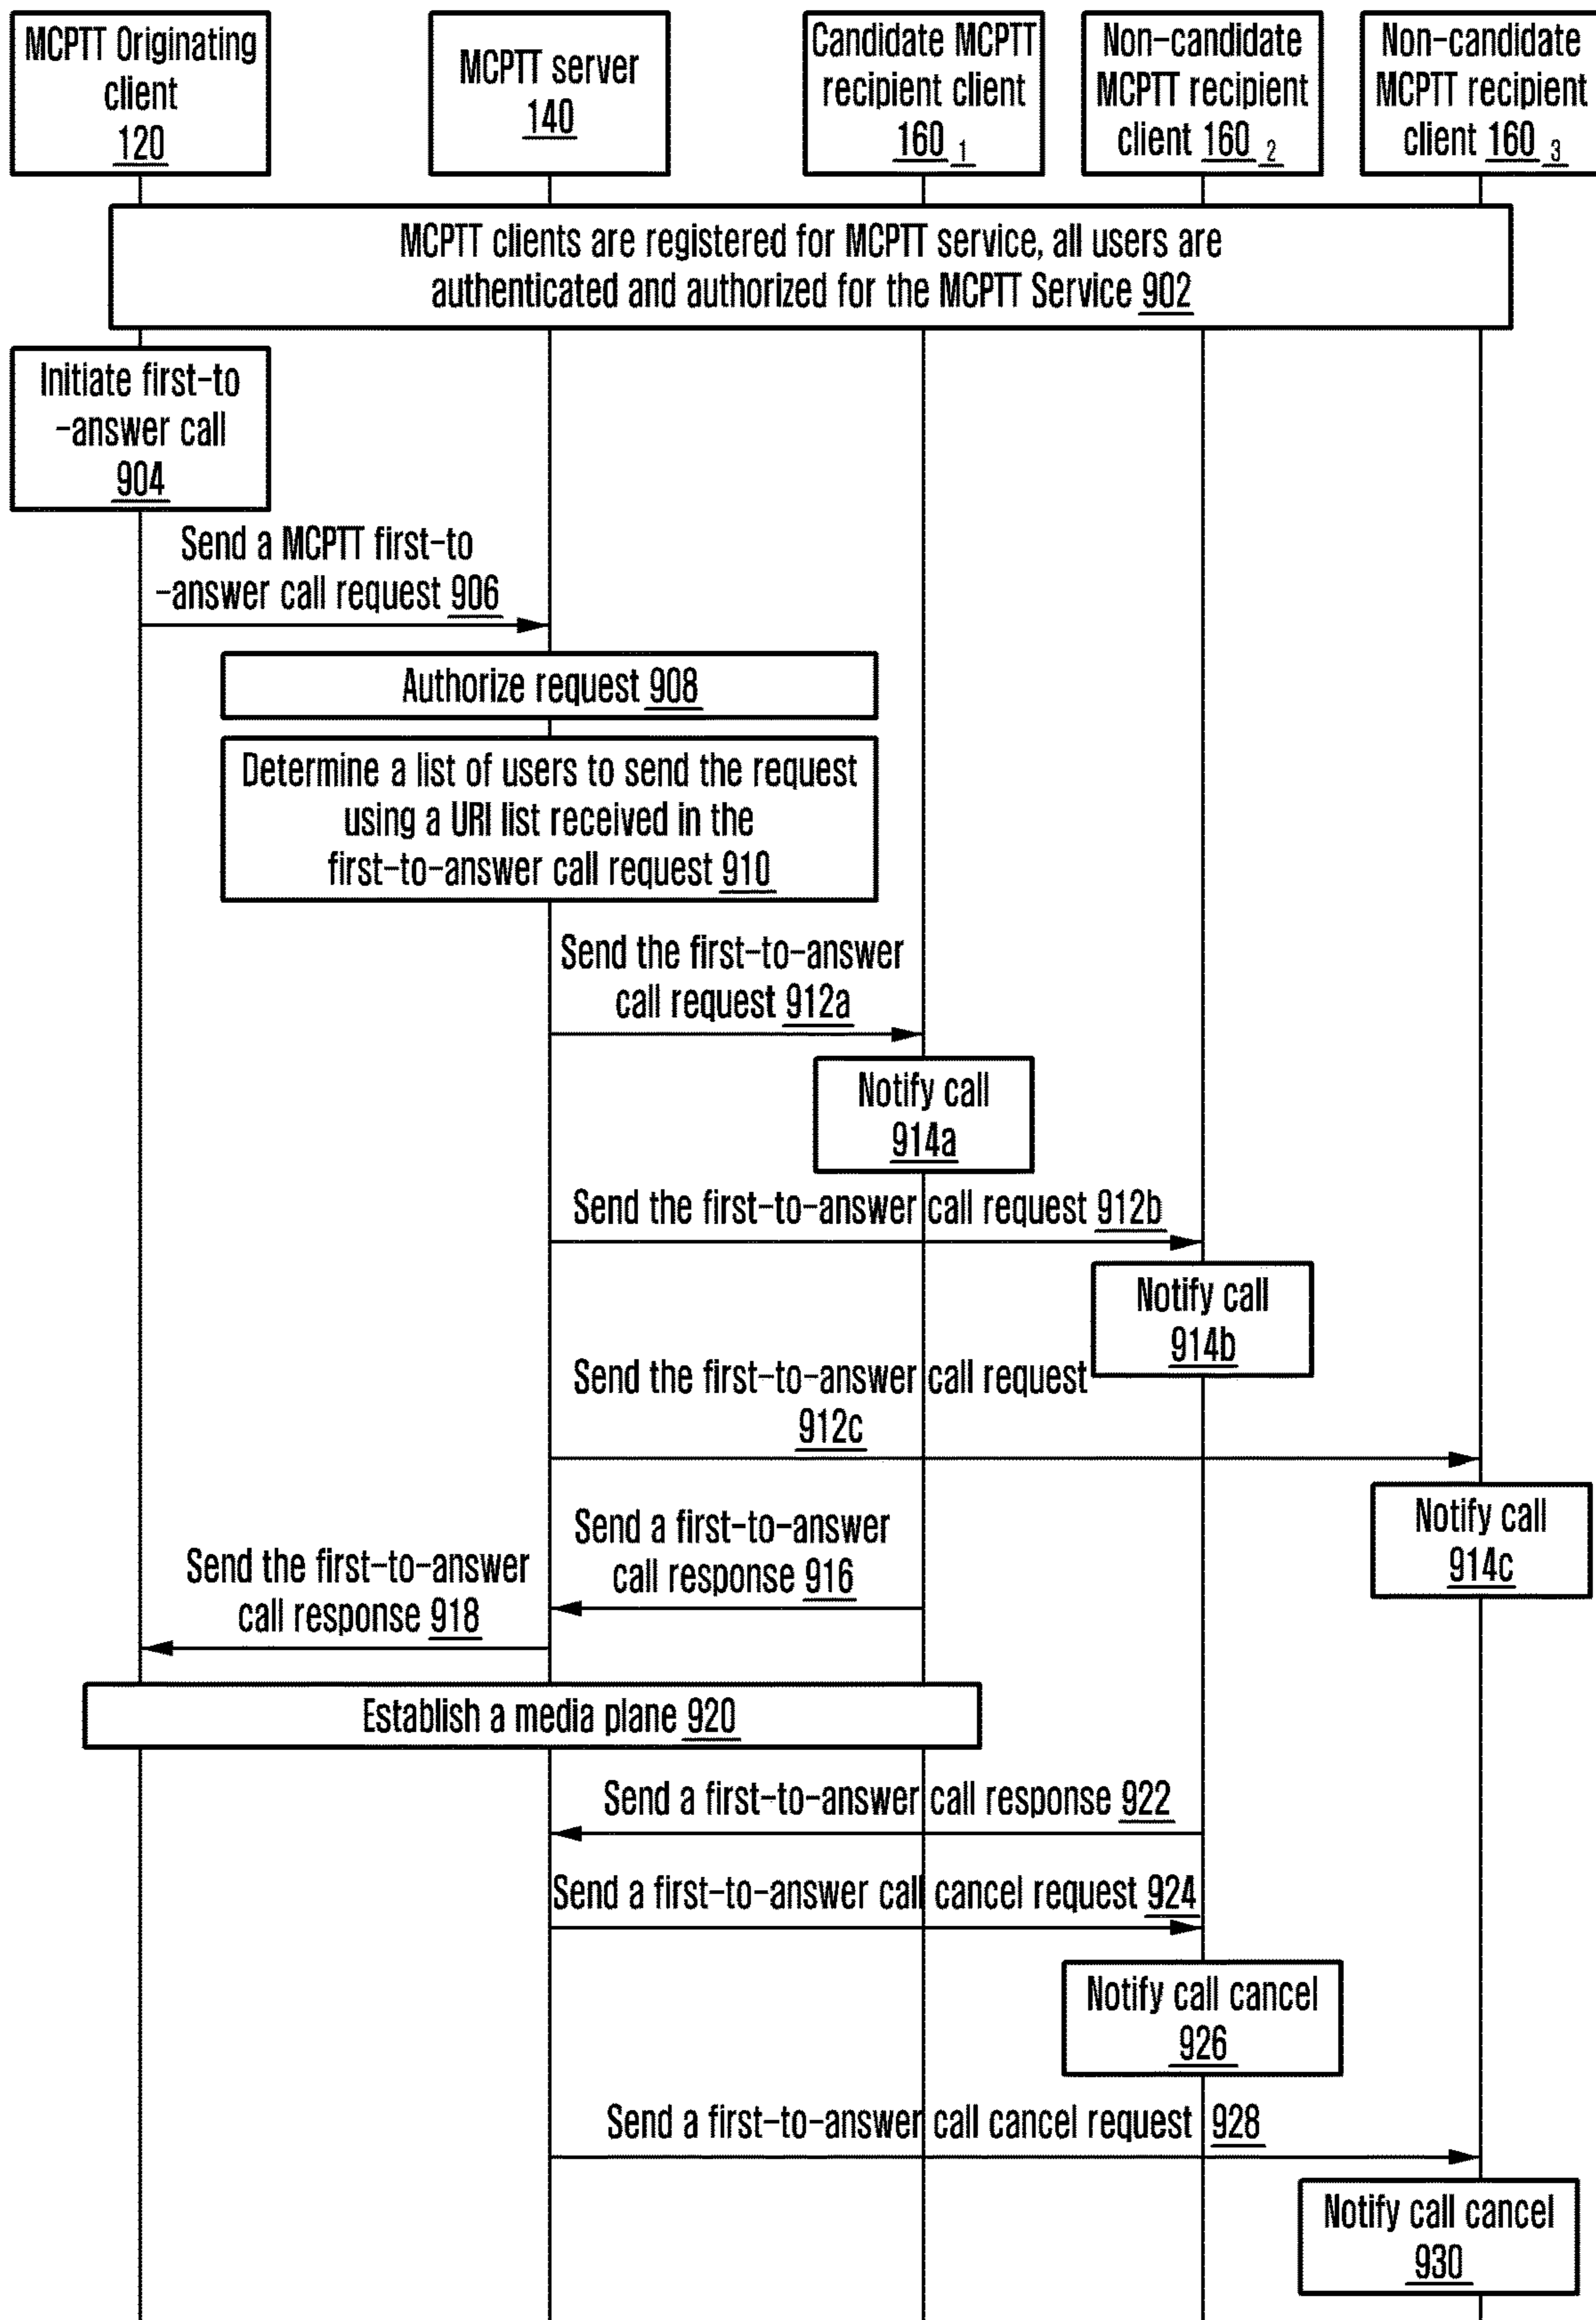 MCPTT Originating
client
120
MCPTT server
140
Candidate MCPTT
recipient client
160 1
Non-candidate
MCPTT recipient
client 160 2
Non-candidate
MCPTT recipient
client 160 3
MCPTT clients are registered for MCPTT service, all users are
authenticated and authorized for the MCPTT Service 902
Initiate first-to
-answer call
904
Send a MCPTT first-to
-answer call request 906
Authorize request 908
Determine a list of users to send the request
using a URI list received in the
first-to-answer call request 910
Send the first-to-answer
call request 912a
Notify call
914a
Send the first-to-answer call request 912b
Notify call
914b
Send the first-to-answer call request
912c
Notify call
914c
Send a first-to-answer
call response 916
Send the first-to-answer
call response 918
Establish a media plane 920
Send a first-to-answer call response 922
Send a first-to-answer call cancel request 924
Notify call cancel
926
Send a first-to-answer call cancel request 928
Notify call cancel
930